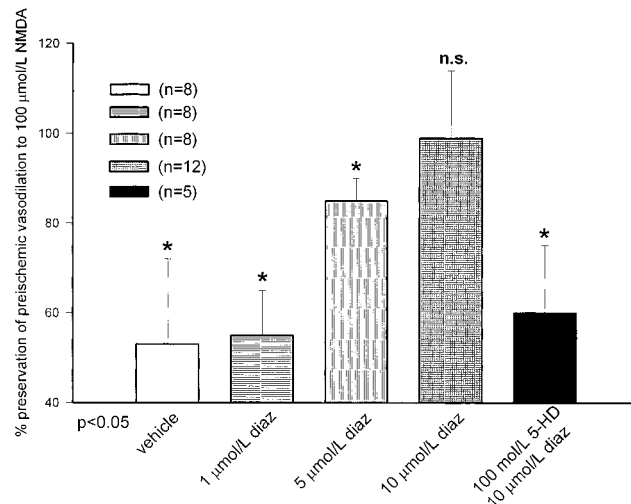 % preservation of preischemic vasodilation to 100 μmol/L NMDA
120
100
80
60
40
(n=8)
(n=8)
(n=8)
(n=12)
(n=5)
*
*
*
n.s.
*
p<0.05
vehicle
1 μmol/L diaz
5 μmol/L diaz
10 μmol/L diaz
100 mol/L 5-HD
10 μmol/L diaz